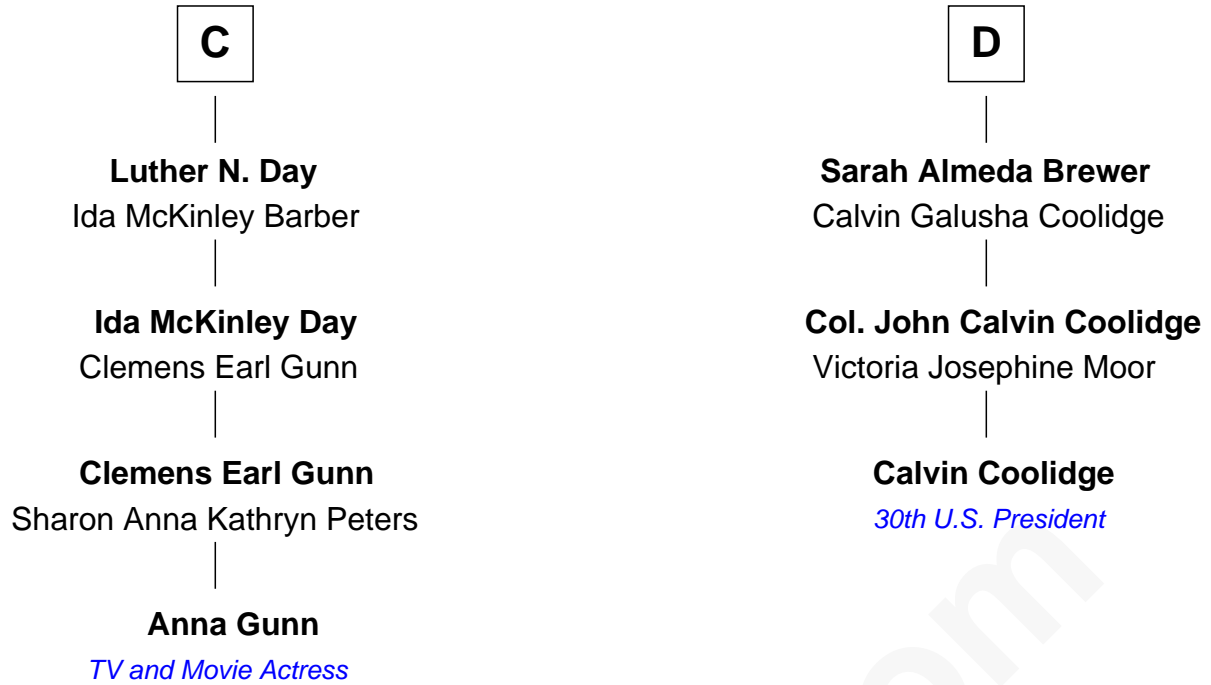 C
Luther N. Day
Ida McKinley Barber
Ida McKinley Day
Clemens Earl Gunn
Clemens Earl Gunn
Sharon Anna Kathryn Peters
Anna Gunn
TV and Movie Actress
D
Sarah Almeda Brewer
Calvin Galusha Coolidge
Col. John Calvin Coolidge
Victoria Josephine Moor
Calvin Coolidge
30th U.S. President
om